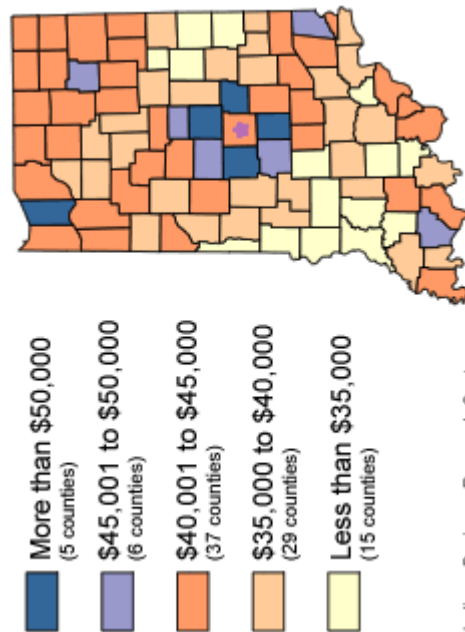 More than $50,000
(5 counties)
$45,001 to $50,000
(6 counties)
$40,001 to $45,000
(37 counties)
$35,000 to $40,000
(29 counties)
Less than $35,000
(15 counties)